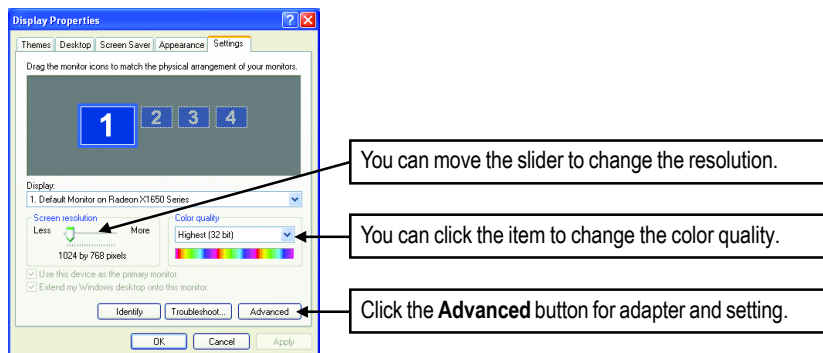 Display Properties
Themes Desktop Screen Saver Appearance Settings
Drag the monitor icons to match the physical arrangement of your monitors.
1 2 3 4
Display:
1. Default Monitor on Radeon X1650 Series
Screen resolution
Less More
1024 by 768 pixels
Color quality
Highest (32 bit)
Use this device as the primary monitor.
Extend my Windows desktop onto this monitor.
Identify Troubleshoot... Advanced
OK Cancel Apply
You can move the slider to change the resolution.
You can click the item to change the color quality.
Click the Advanced button for adapter and setting.